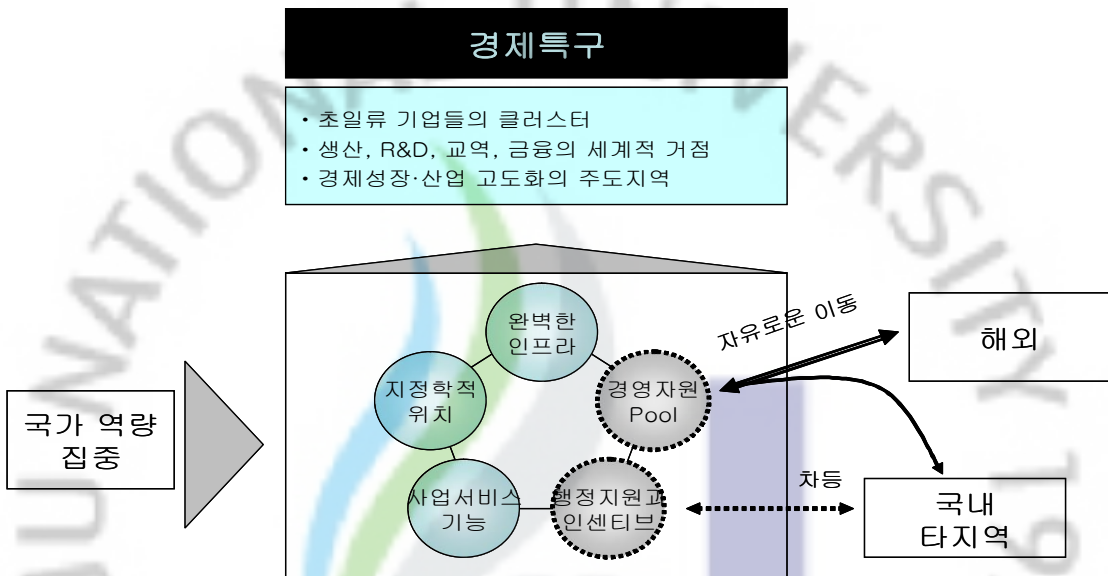 경제특구
• 초일류 기업들의 클러스터
• 생산, R&D, 교역, 금융의 세계적 거점
• 경제성장·산업 고도화의 주도지역
완벽한
인프라
자유로운 이동
해외
지정학적
위치
경영자원
Pool
국가 역량
집중
사업서비스
기능
행정지원과
인센티브
차등
국내
타지역
NATIONAL UNIVERSITY 19